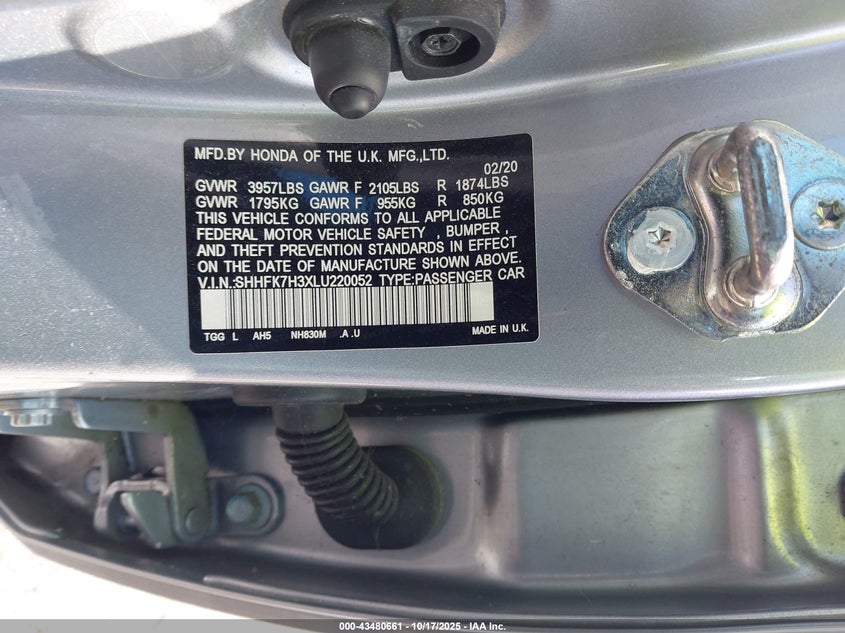 MFD.BY HONDA OF THE U.K. MFG.,LTD.
02/20
GVWR 3957LBS GAWR F 2105LBS R 1874LBS
GVWR 1795KG GAWR F 955KG R 850KG
THIS VEHICLE CONFORMS TO ALL APPLICABLE
FEDERAL MOTOR VEHICLE SAFETY , BUMPER ,
AND THEFT PREVENTION STANDARDS IN EFFECT
ON THE DATE OF MANUFACTURE SHOWN ABOVE.
V.I.N.:SHHFK7H3XLU220052 TYPE:PASSENGER CAR
TGG L AH5 NH830M .A .U MADE IN U.K.
000-43480661 - 10/17/2025 - IAA Inc.